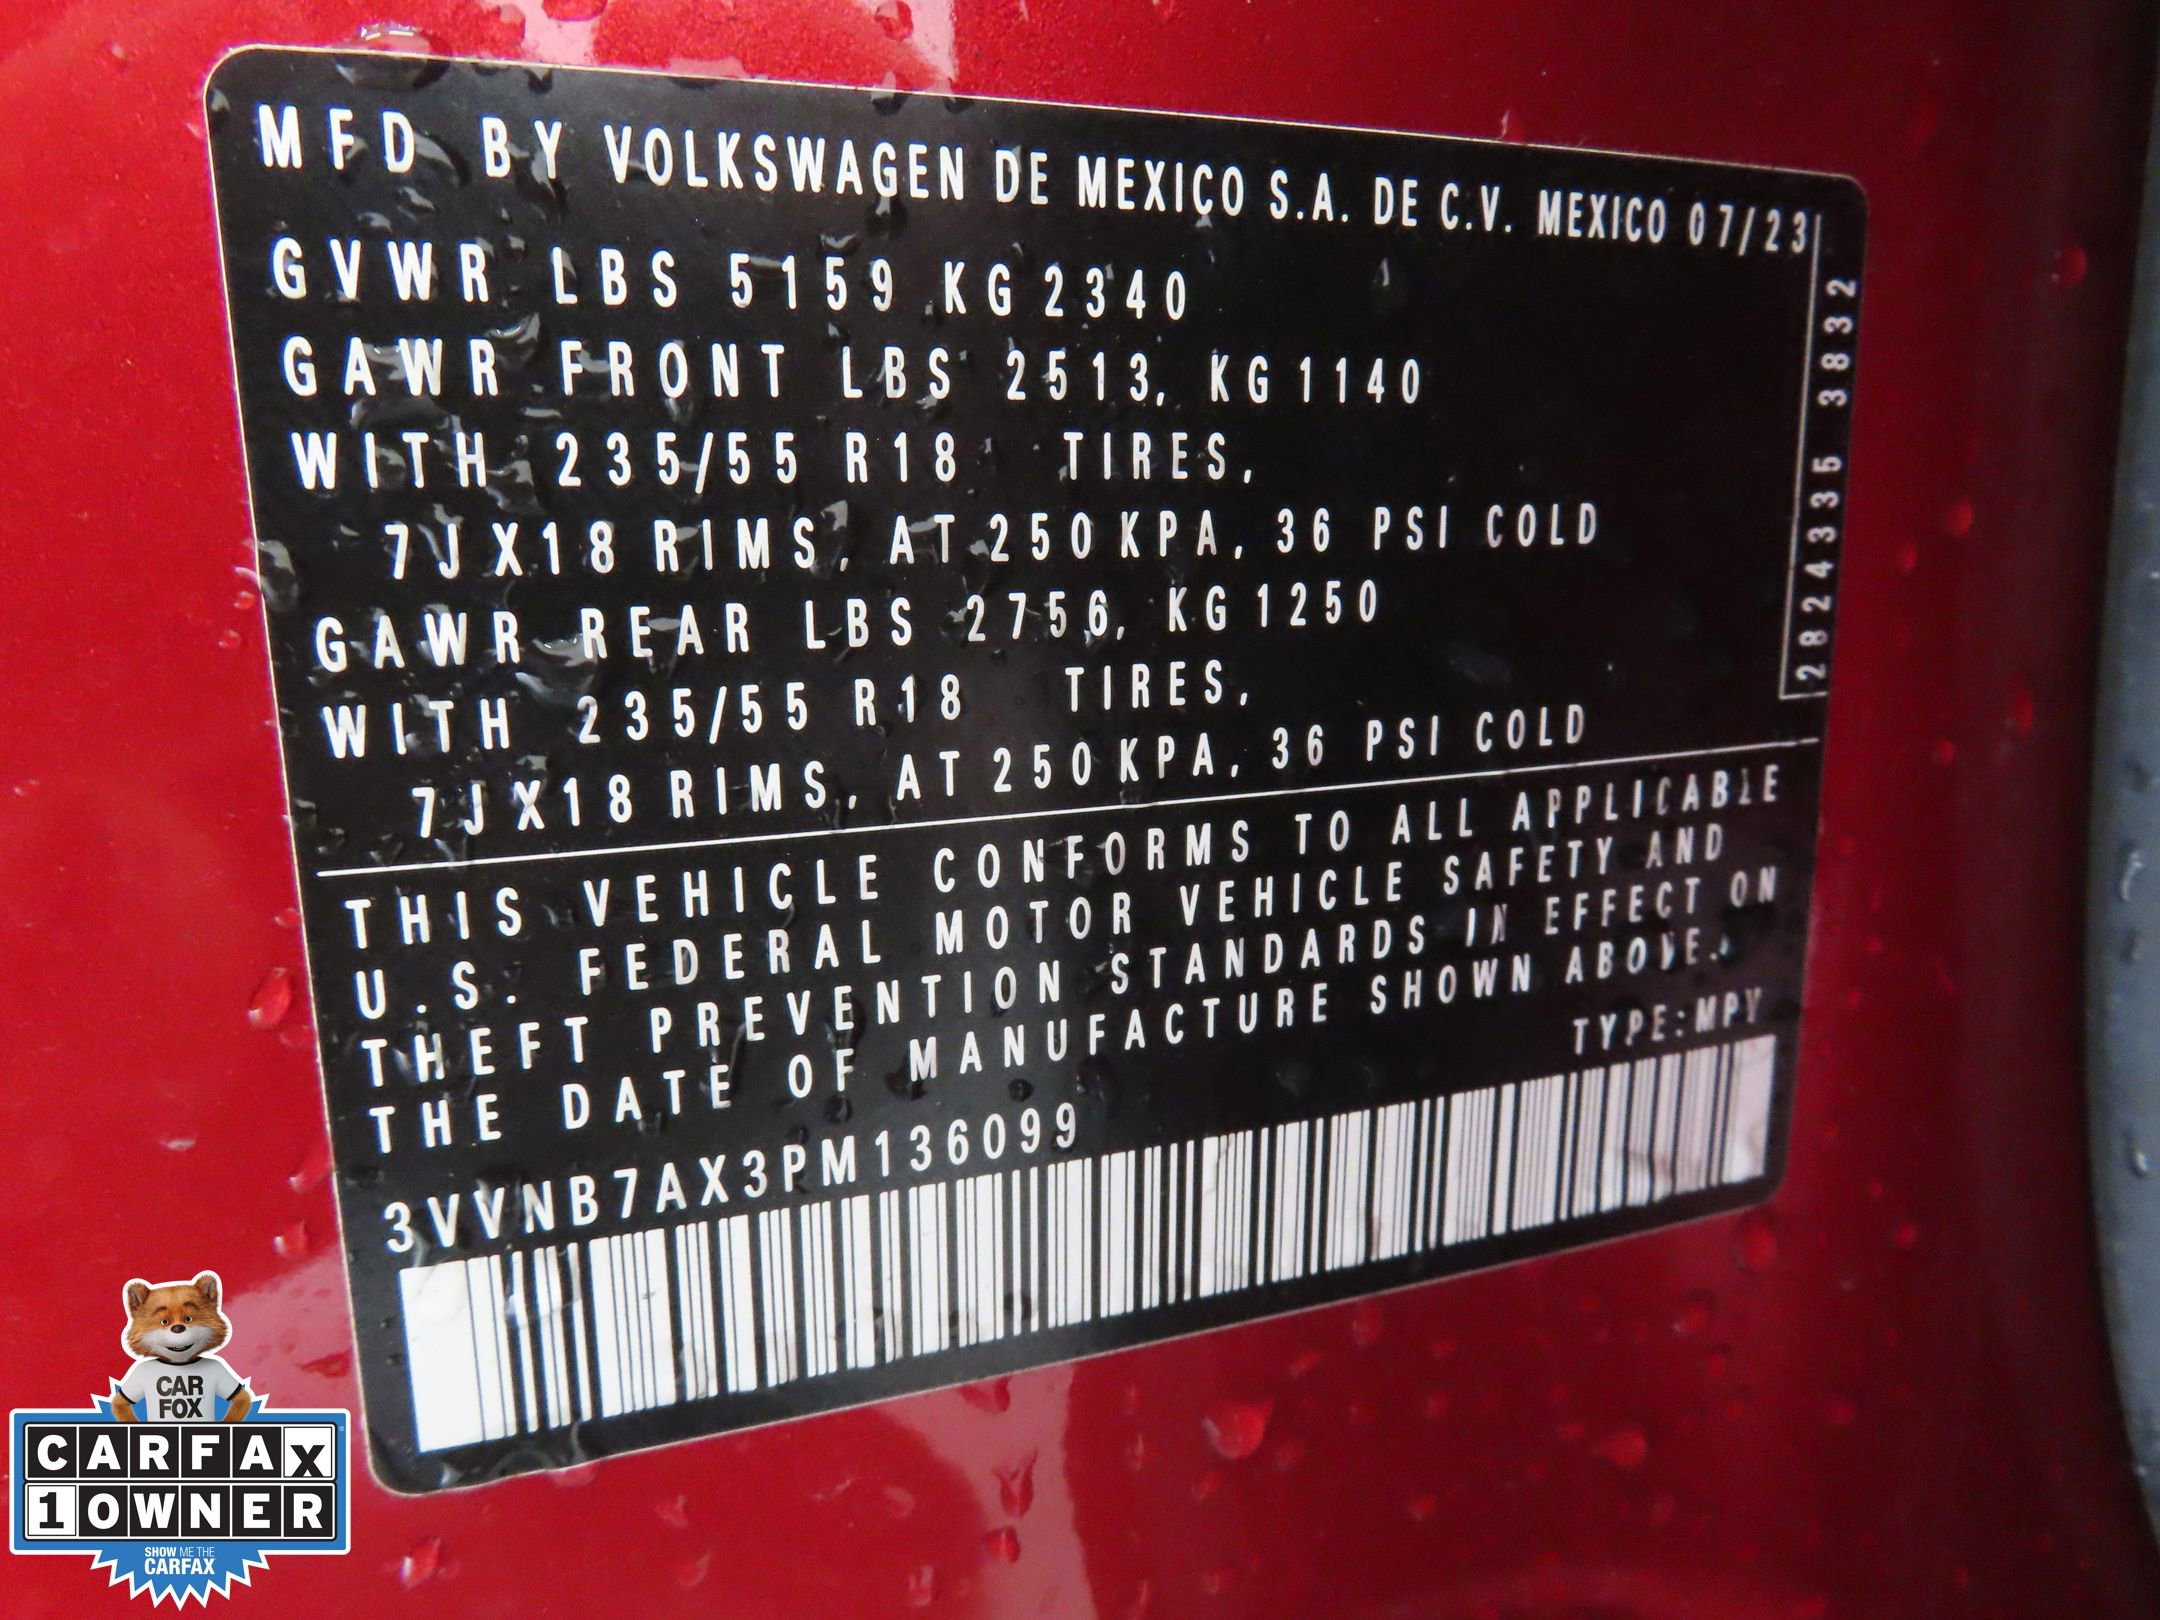 MFD BY VOLKSWAGEN DE MEXICO S.A. DE C.V. MEXICO 07/23
GVWR LBS 5159 KG 2340
GAWR FRONT LBS 2513, KG 1140
WITH 235/55 R18 TIRES,
7JX18 RIMS, AT 250 KPA, 36 PSI COLD
GAWR REAR LBS 2756, KG 1250
WITH 235/55 R18 TIRES,
7JX18 RIMS, AT 250 KPA, 36 PSI COLD
2824335 3832
THIS VEHICLE CONFORMS TO ALL APPLICABLE
U.S. FEDERAL MOTOR VEHICLE SAFETY AND
THEFT PREVENTION STANDARDS IN EFFECT ON
THE DATE OF MANUFACTURE SHOWN ABOVE.
TYPE:MPV
3VVNB7AX3PM136099
CAR
FOX
CARFAX
1 OWNER
SHOW ME THE
CARFAX